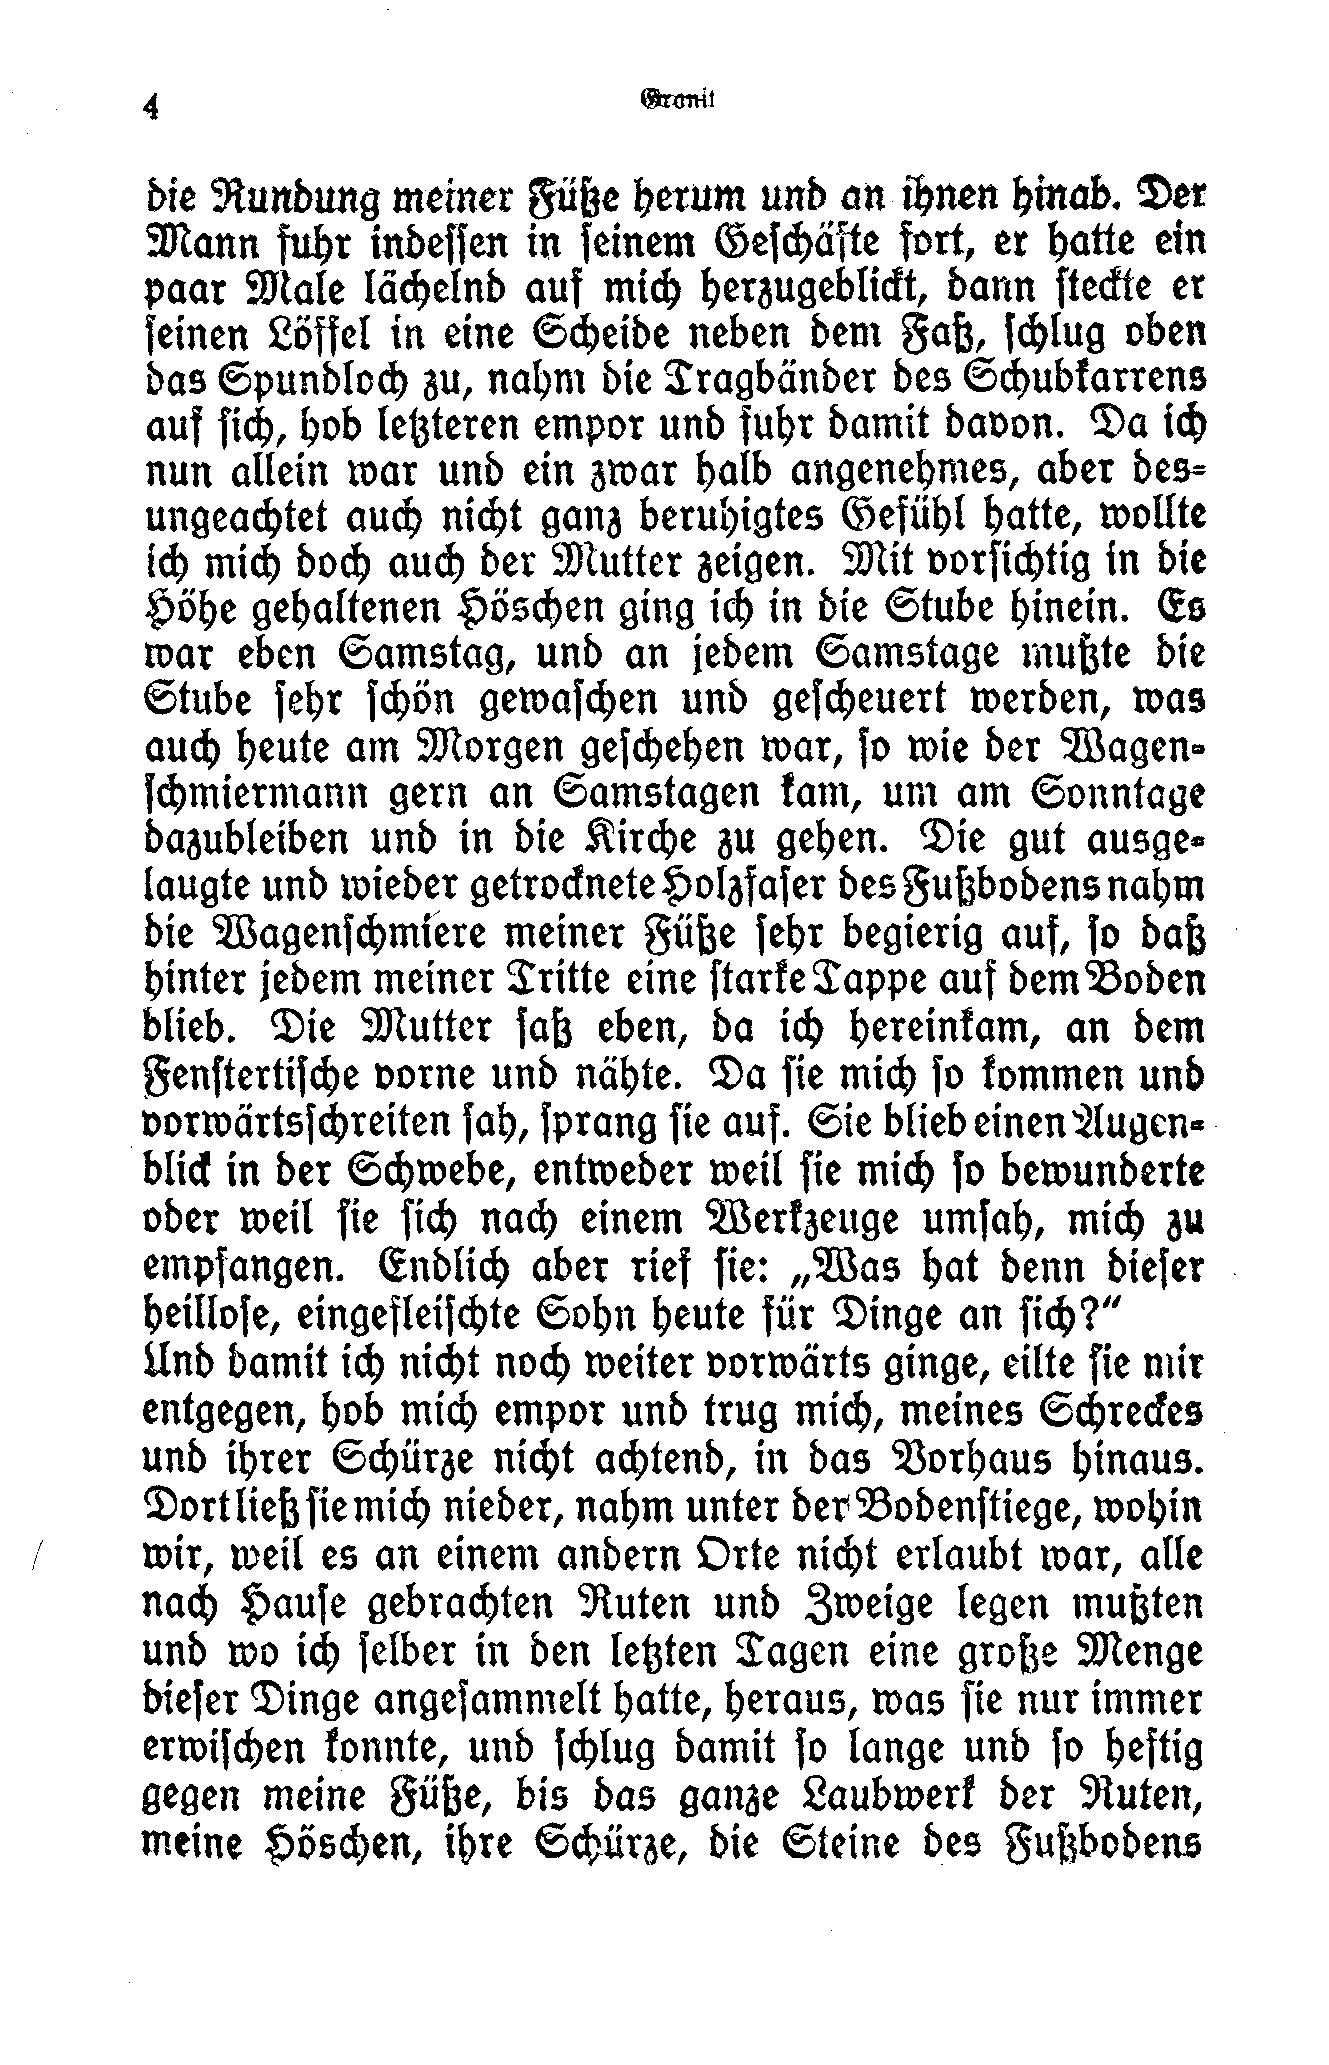 4
Granit
die Rundung meiner Füße herum und an ihnen hinab. Der
Mann fuhr indessen in seinem Geschäfte fort, er hatte ein
paar Male lächelnd auf mich herzugeblickt, dann steckte er
seinen Löffel in eine Scheide neben dem Faß, schlug oben
das Spundloch zu, nahm die Tragbänder des Schubkarrens
auf sich, hob letzteren empor und fuhr damit davon. Da ich
nun allein war und ein zwar halb angenehmes, aber des-
ungeachtet auch nicht ganz beruhigtes Gefühl hatte, wollte
ich mich doch auch der Mutter zeigen. Mit vorsichtig in die
Höhe gehaltenen Höschen ging ich in die Stube hinein. Es
war eben Samstag, und an jedem Samstage mußte die
Stube sehr schön gewaschen und gescheuert werden, was
auch heute am Morgen geschehen war, so wie der Wagen-
schmiermann gern an Samstagen kam, um am Sonntage
dazubleiben und in die Kirche zu gehen. Die gut ausge-
laugte und wieder getrocknete Holzfaser des Fußbodens nahm
die Wagenschmiere meiner Füße sehr begierig auf, so daß
hinter jedem meiner Tritte eine starke Tappe auf dem Boden
blieb. Die Mutter saß eben, da ich hereinkam, an dem
Fenstertische vorne und nähte. Da sie mich so kommen und
vorwärtsschreiten sah, sprang sie auf. Sie blieb einen Augen-
blick in der Schwebe, entweder weil sie mich so bewunderte
oder weil sie sich nach einem Werkzeuge umsah, mich zu
empfangen. Endlich aber rief sie: „Was hat denn dieser
heillose, eingefleischte Sohn heute für Dinge an sich?“
Und damit ich nicht noch weiter vorwärts ginge, eilte sie mir
entgegen, hob mich empor und trug mich, meines Schreckes
und ihrer Schürze nicht achtend, in das Vorhaus hinaus.
Dort ließ sie mich nieder, nahm unter der Bodenstiege, wohin
wir, weil es an einem andern Orte nicht erlaubt war, alle
nach Hause gebrachten Ruten und Zweige legen mußten
und wo ich selber in den letzten Tagen eine große Menge
dieser Dinge angesammelt hatte, heraus, was sie nur immer
erwischen konnte, und schlug damit so lange und so heftig
gegen meine Füße, bis das ganze Laubwerk der Ruten,
meine Höschen, ihre Schürze, die Steine des Fußbodens